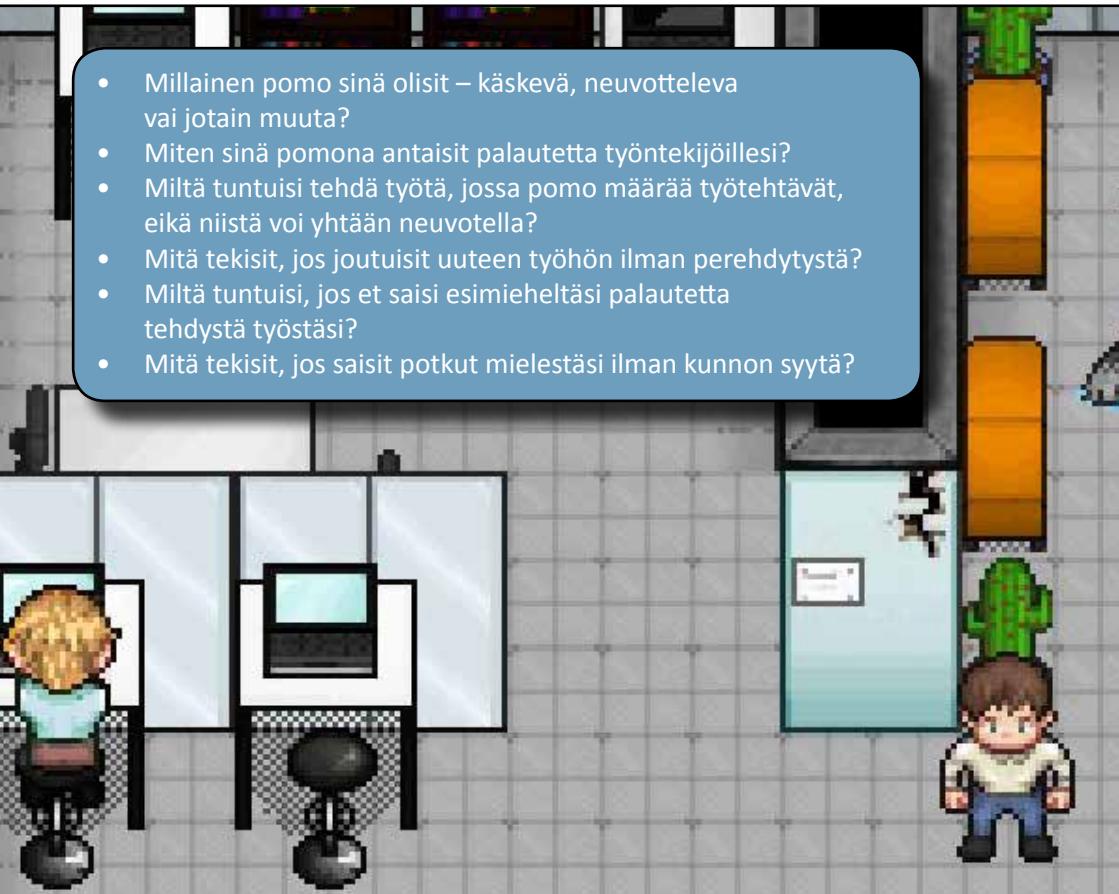 • Millainen pomo sinä olisit – käskevä, neuvotteleva
vai jotain muuta?
• Miten sinä pomona antaisit palautetta työntekijöillesi?
• Miltä tuntuisi tehdä työtä, jossa pomo määrää työtehtävät,
eikä niistä voi yhtään neuvotella?
• Mitä tekisit, jos joutuisit uuteen työhön ilman perehdytystä?
• Miltä tuntuisi, jos et saisi esimieheltäsi palautetta
tehdystä työstäsi?
• Mitä tekisit, jos saisit potkut mielestäsi ilman kunnon syytä?